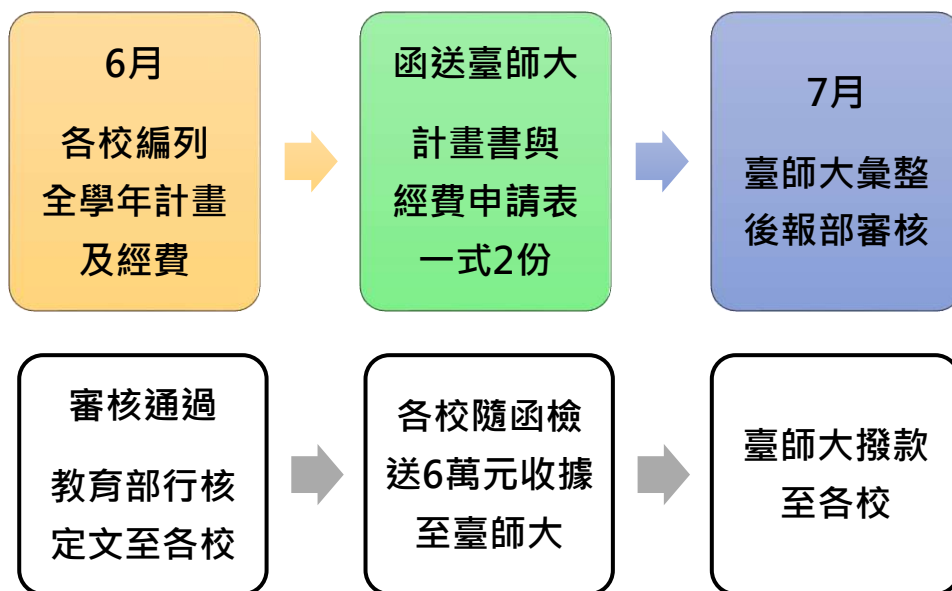 6月
各校編列
全學年計畫
及經費
函送臺師大
計畫書與
經費申請表
一式2份
7月
臺師大彙整
後報部審核
審核通過
教育部行核
定文至各校
各校隨函檢
送6萬元收據
至臺師大
臺師大撥款
至各校